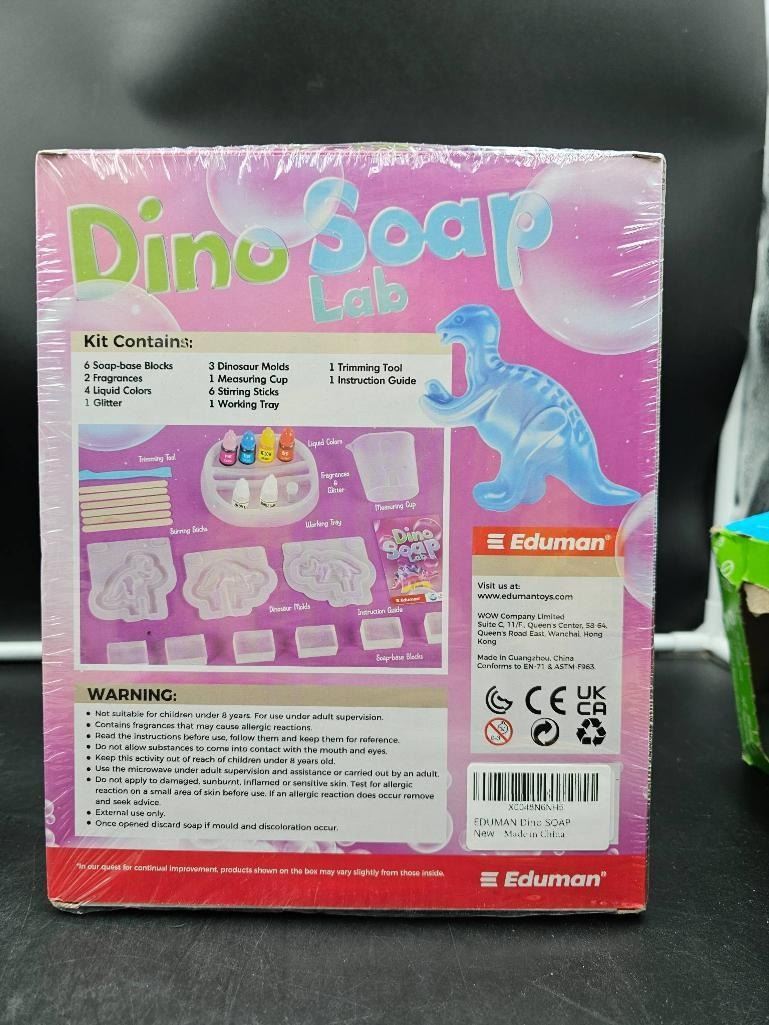 Dino Soap
Lab
Kit Contains:
6 Soap-base Blocks
2 Fragrances
4 Liquid Colors
1 Glitter
3 Dinosaur Molds
1 Measuring Cup
6 Stirring Sticks
1 Working Tray
1 Trimming Tool
1 Instruction Guide
Trimming Tool
Liquid Colors
Fragrances
&
Glitter
Measuring Cup
Stirring Sticks
Working Tray
Dino
Soap
Lab
Eduman
Dinosaur Molds
Instruction Guide
Soap-base Blocks
Eduman®
Visit us at:
www.edumantoys.com
WOW Company Limited
Suite C, 11/F., Queen's Center, 58-64,
Queen's Road East, Wanchai, Hong
Kong
Made in Guangzhou, China
Conforms to EN-71 & ASTM-F963.
CE
UK
CA
0-3
WARNING:
• Not suitable for children under 8 years. For use under adult supervision.
• Contains fragrances that may cause allergic reactions.
• Read the instructions before use, follow them and keep them for reference.
• Do not allow substances to come into contact with the mouth and eyes.
• Keep this activity out of reach of children under 8 years old.
• Use the microwave under adult supervision and assistance or carried out by an adult.
• Do not apply to damaged, sunburnt, inflamed or sensitive skin. Test for allergic
reaction on a small area of skin before use. If an allergic reaction does occur remove
and seek advice.
• External use only.
• Once opened discard soap if mould and discoloration occur.
X0048N6NH5
EDUMAN Dino SOAP
New Made in China
*In our quest for continual improvement, products shown on the box may vary slightly from those inside.
Eduman®